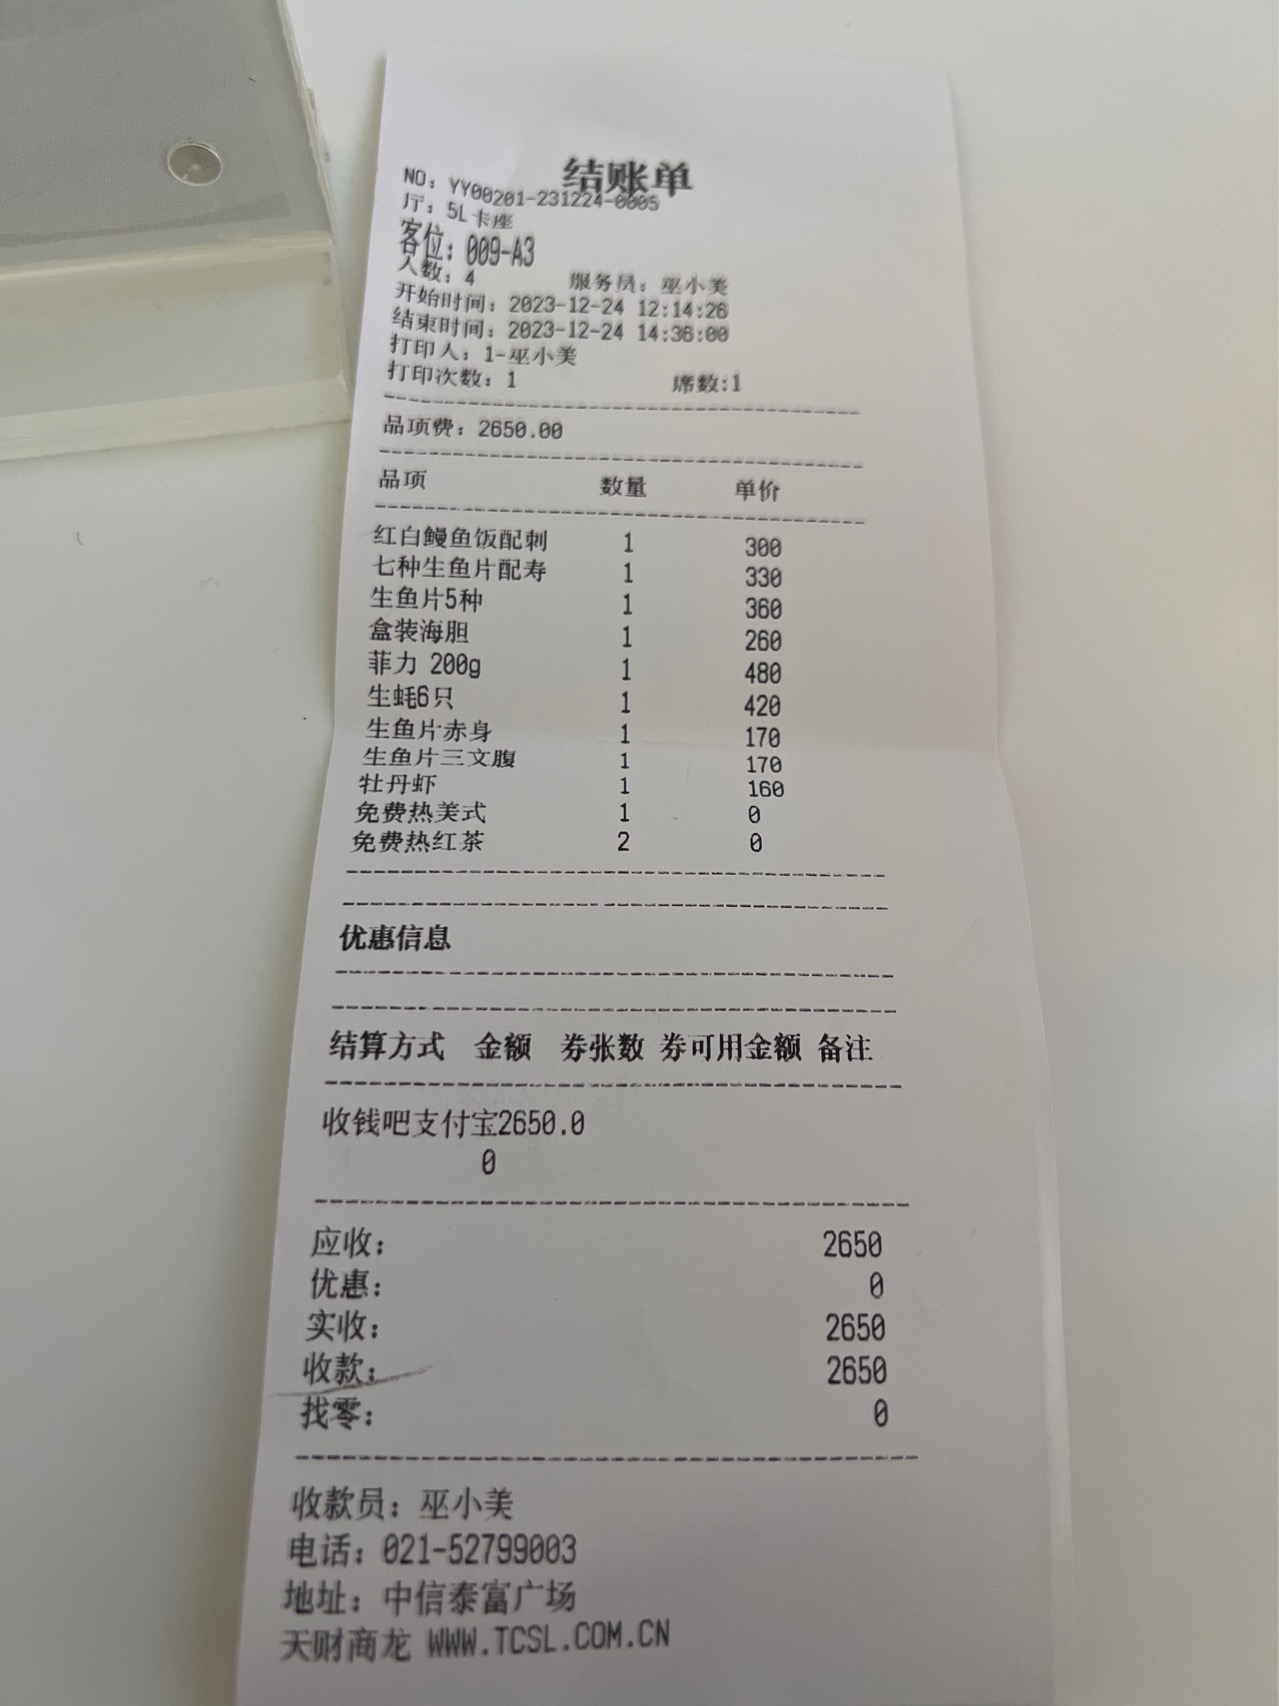 结账单
NO: YY00201-231224-0005
厅: 5L卡座
客位: 009-A3
人数: 4 服务员: 巫小美
开始时间: 2023-12-24 12:14:26
结束时间: 2023-12-24 14:36:00
打印人: 1-巫小美
打印次数: 1 席数:1
品项费: 2650.00
品项 数量 单价
红白鳗鱼饭配刺 1 300
七种生鱼片配寿 1 330
生鱼片5种 1 360
盒装海胆 1 260
菲力 200g 1 480
生蚝6只 1 420
生鱼片赤身 1 170
生鱼片三文腹 1 170
牡丹虾 1 160
免费热美式 1 0
免费热红茶 2 0
优惠信息
结算方式 金额 券张数 券可用金额 备注
收钱吧支付宝2650.0
0
应收: 2650
优惠: 0
实收: 2650
收款: 2650
找零: 0
收款员: 巫小美
电话: 021-52799003
地址: 中信泰富广场
天财商龙 WWW.TCSL.COM.CN